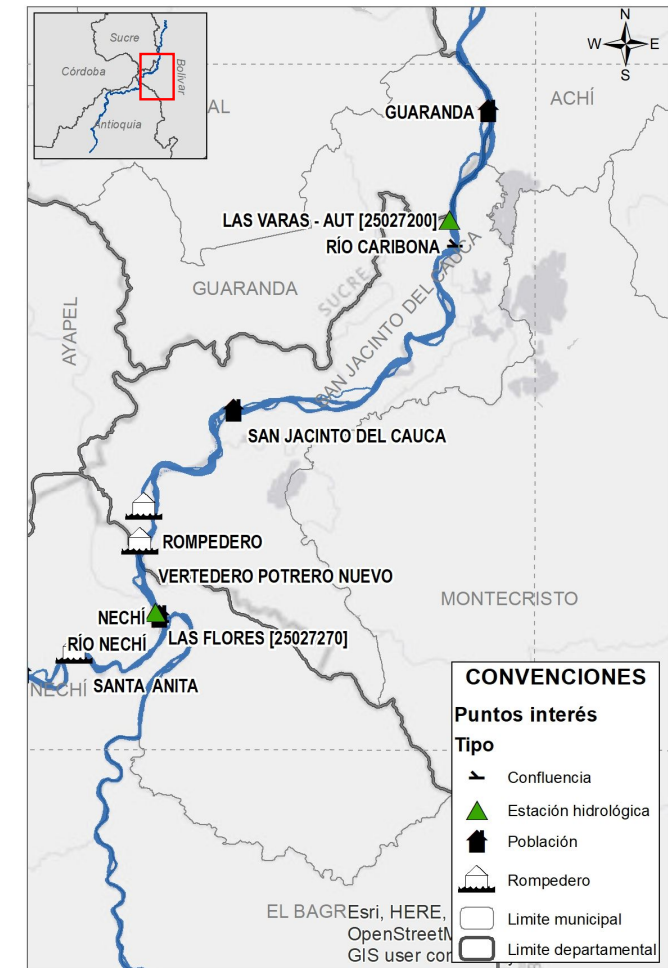 Sucre
Córdoba
Bolívar
Antioquia
N
W E
S
AL
ACHÍ
GUARANDA
LAS VARAS - AUT [25027200]
RÍO CARIBONA
GUARANDA
SUCRE
SAN JACINTO DEL CAUCA
AYAPEL
SAN JACINTO DEL CAUCA
ROMPEDERO
VERTEDERO POTRERO NUEVO
MONTECRISTO
NECHÍ
LAS FLORES [25027270]
RÍO NECHÍ
NECHÍ
SANTA ANITA
CONVENCIONES
Puntos interés
Tipo
Confluencia
Estación hidrológica
Población
Rompedero
Limite municipal
Limite departamental
EL BAGRE
Esri, HERE,
OpenStreetM
GIS user cor